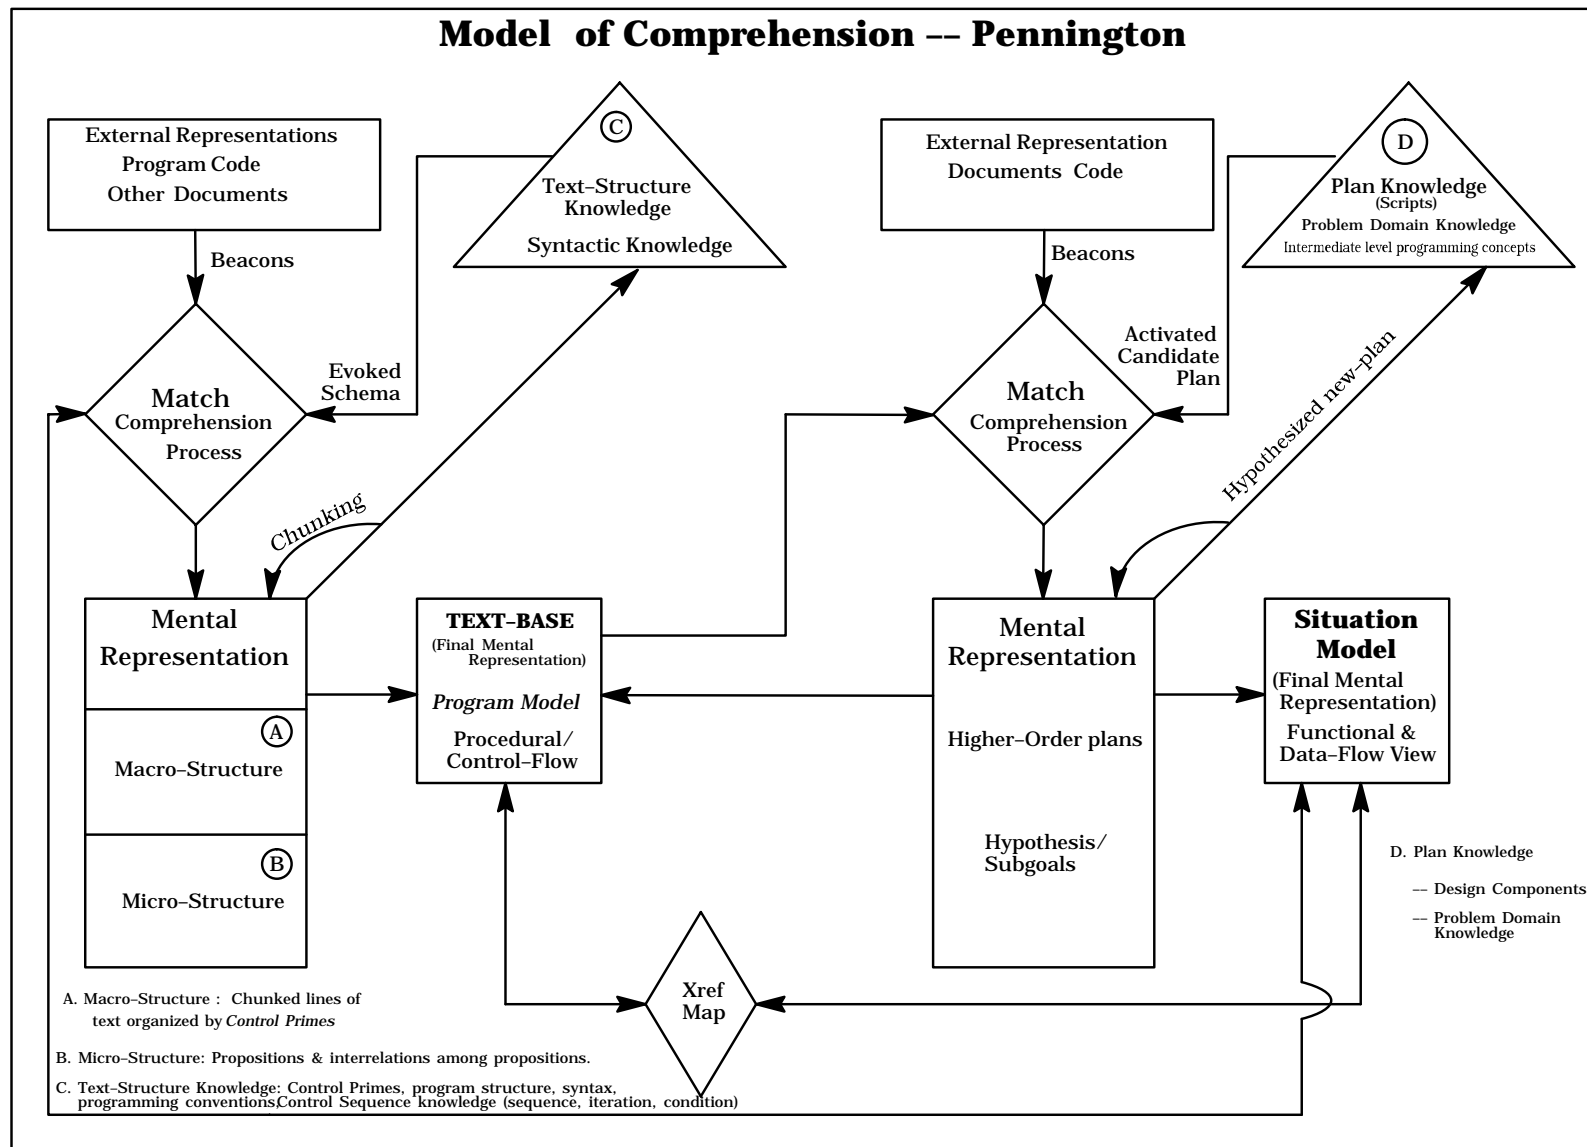 Model of Comprehension -- Pennington
External Representations
Program Code
Other Documents
Beacons
Match
Comprehension
Process
Evoked
Schema
C
Text-Structure
Knowledge
Syntactic Knowledge
Chunking
Mental
Representation
A
Macro-Structure
B
Micro-Structure
TEXT-BASE
(Final Mental
Representation)
Program Model
Procedural/
Control-Flow
External Representation
Documents Code
Beacons
Match
Comprehension
Process
Activated
Candidate
Plan
D
Plan Knowledge
(Scripts)
Problem Domain Knowledge
Intermediate level programming concepts
Hypothesized new-plan
Mental
Representation
Higher-Order plans
Hypothesis/
Subgoals
Situation
Model
(Final Mental
Representation)
Functional &
Data-Flow View
Xref
Map
A. Macro-Structure : Chunked lines of
text organized by Control Primes
B. Micro-Structure: Propositions & interrelations among propositions.
C. Text-Structure Knowledge: Control Primes, program structure, syntax,
programming conventions,Control Sequence knowledge (sequence, iteration, condition)
D. Plan Knowledge
-- Design Components
-- Problem Domain
Knowledge